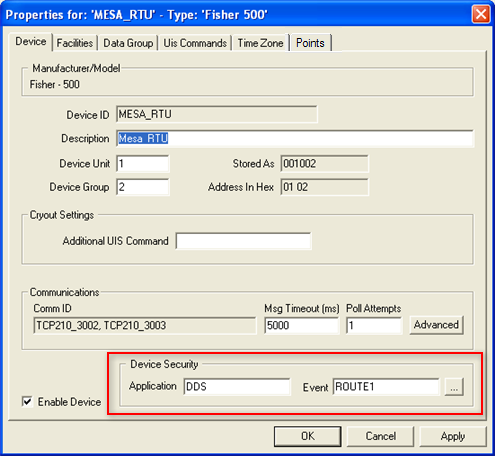 Properties for: 'MESA_RTU' - Type: 'Fisher 500'
Device Facilities Data Group Uis Commands Time Zone Points
Manufacturer/Model
Fisher - 500
Device ID MESA_RTU
Description Mesa RTU
Device Unit 1 Stored As 001002
Device Group 2 Address In Hex 01 02
Cryout Settings
Additional UIS Command
Communications
Comm ID Msg Timeout (ms) Poll Attempts
TCP210_3002, TCP210_3003 5000 1 Advanced
Device Security
Application DDS Event ROUTE1 ...
Enable Device
OK Cancel Apply